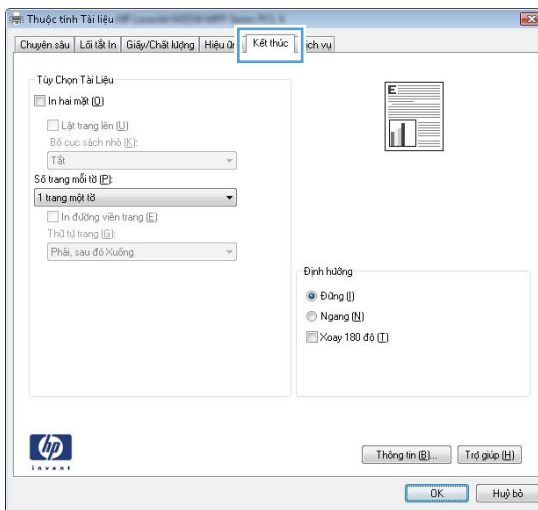 Thuộc tính Tài liệu
Chuyên sâu Lối tắt In Giấy/Chất lượng Hiệu ứn Kết thúc ịch vụ
Tùy Chọn Tài Liệu
In hai mặt (O)
Lật trang lên (U)
Bố cục sách nhỏ (K):
Tắt
Số trang mỗi tờ (P):
1 trang một tờ
In đường viền trang (E)
Thứ tự trang (G):
Phải, sau đó Xuống
E
Định hướng
Đứng (I)
Ngang (N)
Xoay 180 độ (T)
hp
invent
Thông tin (B)...
Trợ giúp (H)
OK
Huỷ bỏ